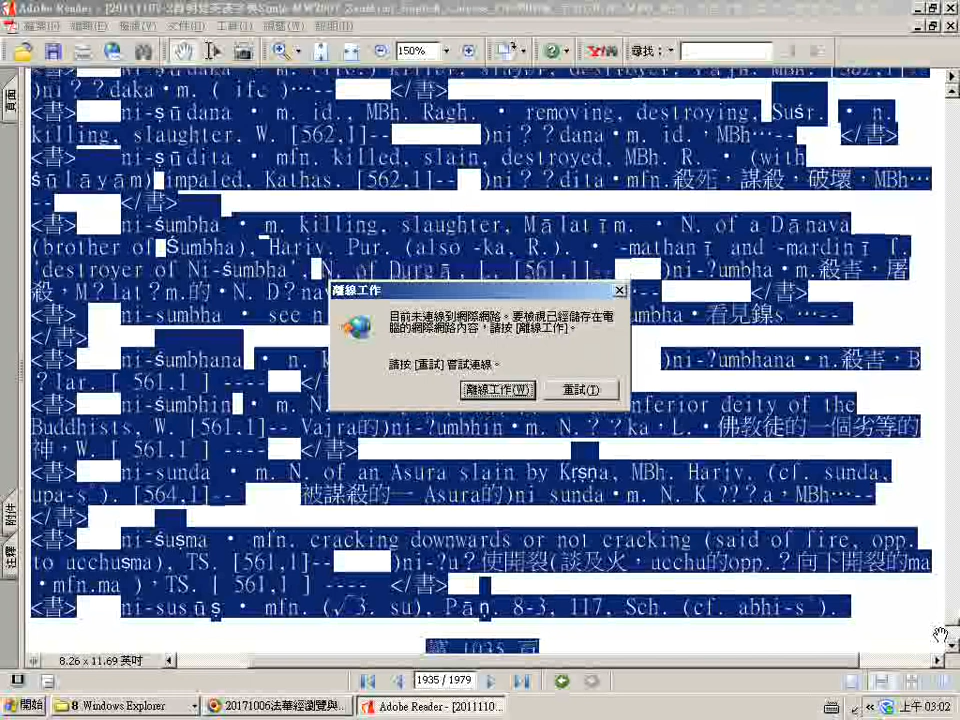 Adobe Reader
150%
尋找：
頁面
)ni？？daka‧m. ( ifc )⋯-- </書>
<書> ni-ṣūdana ‧ m. id., MBh. Ragh. ‧ removing, destroying, Suśr. ‧ n.
killing, slaughter. W. [562,1]-- )ni？？dana‧m. id.，MBh⋯-- </書>
<書> ni-ṣūdita ‧ mfn. killed, slain, destroyed, MBh. R. ‧ (with
śūlāyām) impaled, Kathas. [562,1]-- )ni？？dita‧mfn.殺死，謀殺，破壞，MBh⋯
-- </書>
<書> ni-śumbha ‧ m. killing, slaughter, Mālatīm. ‧ N. of a Dānava
(brother of Śumbha), Hariv. Pur. (also -ka, R.). ‧ -mathanī and -mardinī f.
'destroyer of Ni-śumbha', N. of Durgā, L. [561,1]-- )ni-?umbha‧m.殺害，屠
殺，M？lat？m.的‧N. D？nav </書>
<書> ni-sumbha ‧ see n umbha‧看見鎳s
</書>
<書> ni-śumbhana ‧ n. k )ni-?umbhana‧n.殺害，B
？lar. [ 561,1 ] ---- </
<書> ni-śumbhin ‧ m. N. nferior deity of the
Buddhists, W. [561,1]-- Vajra的)ni-?umbhin‧m. N.？？ka，L.‧佛教徒的一個劣等的
神，W. [ 561,1 ] ---- </書>
<書> ni-sunda ‧ m. N. of an Asura slain by Kṛṣṇa, MBh. Hariv. (cf. sunda,
upa-s ). [564,1]-- 被謀殺的一 Asura的)ni sunda‧m. N. K ???a，MBh⋯--
</書>
<書> ni-śuṣma ‧ mfn. cracking downwards or not cracking (said of fire, opp.
to ucchuṣma), TS. [561,1]-- )ni-?u？使開裂(談及火，ucchu的opp.？向下開裂的ma
‧mfn.ma )，TS. [ 561,1 ] ---- </書>
<書> ni-susūṣ ‧ mfn. (√3. su), Pāṇ. 8-3, 117, Sch. (cf. abhi-s ).
第 1935 頁
離線工作
目前未連線到網際網路。要檢視已經儲存在電
腦的網際網路內容，請按 [離線工作]。
請按 [重試] 嘗試連線。
離線工作(W)
重試(T)
附件
注釋
8.26 x 11.69 英吋
1935 / 1979
開始
8 Windows Explorer
20171006法華經瀏覽與...
Adobe Reader - [2011110...
上午 03:02